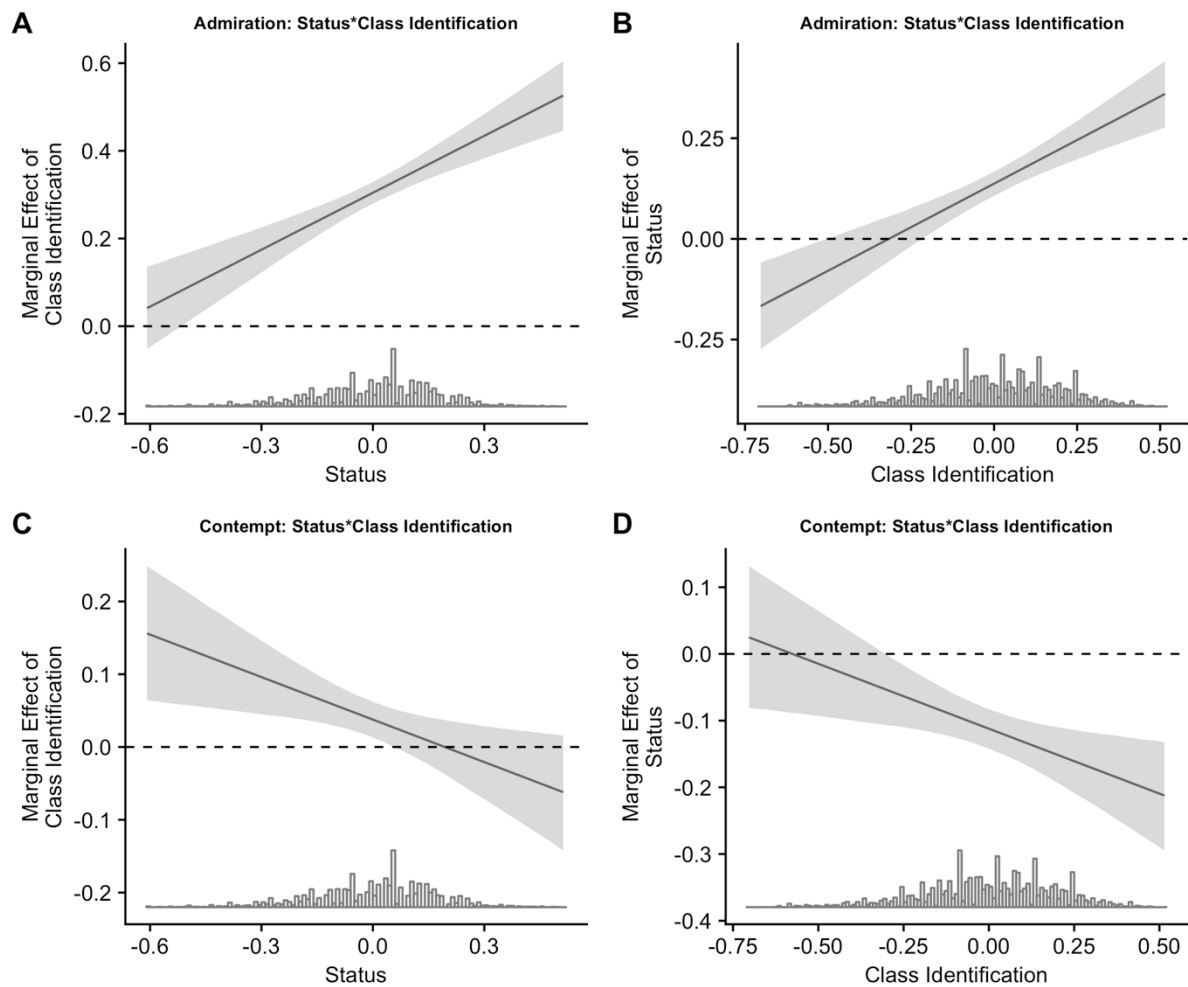 A
Admiration: Status*Class Identification
Marginal Effect of
Class Identification
0.6
0.4
0.2
0.0
-0.2
-0.6
-0.3
0.0
0.3
Status
B
Admiration: Status*Class Identification
Marginal Effect of
Status
0.25
0.00
-0.25
-0.75
-0.50
-0.25
0.00
0.25
0.50
Class Identification
C
Contempt: Status*Class Identification
Marginal Effect of
Class Identification
0.2
0.1
0.0
-0.1
-0.2
-0.6
-0.3
0.0
0.3
Status
D
Contempt: Status*Class Identification
Marginal Effect of
Status
0.1
0.0
-0.1
-0.2
-0.3
-0.4
-0.75
-0.50
-0.25
0.00
0.25
0.50
Class Identification